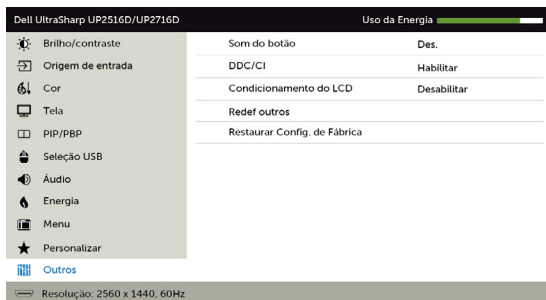 Dell UltraSharp UP2516D/UP2716D Uso da Energia
Brilho/contraste Som do botão Des.
Origem de entrada DDC/CI Habilitar
Cor Condicionamento do LCD Desabilitar
Tela Redef outros
PIP/PBP Restaurar Config. de Fábrica
Seleção USB
Áudio
Energia
Menu
Personalizar
Outros
Resolução: 2560 x 1440, 60Hz